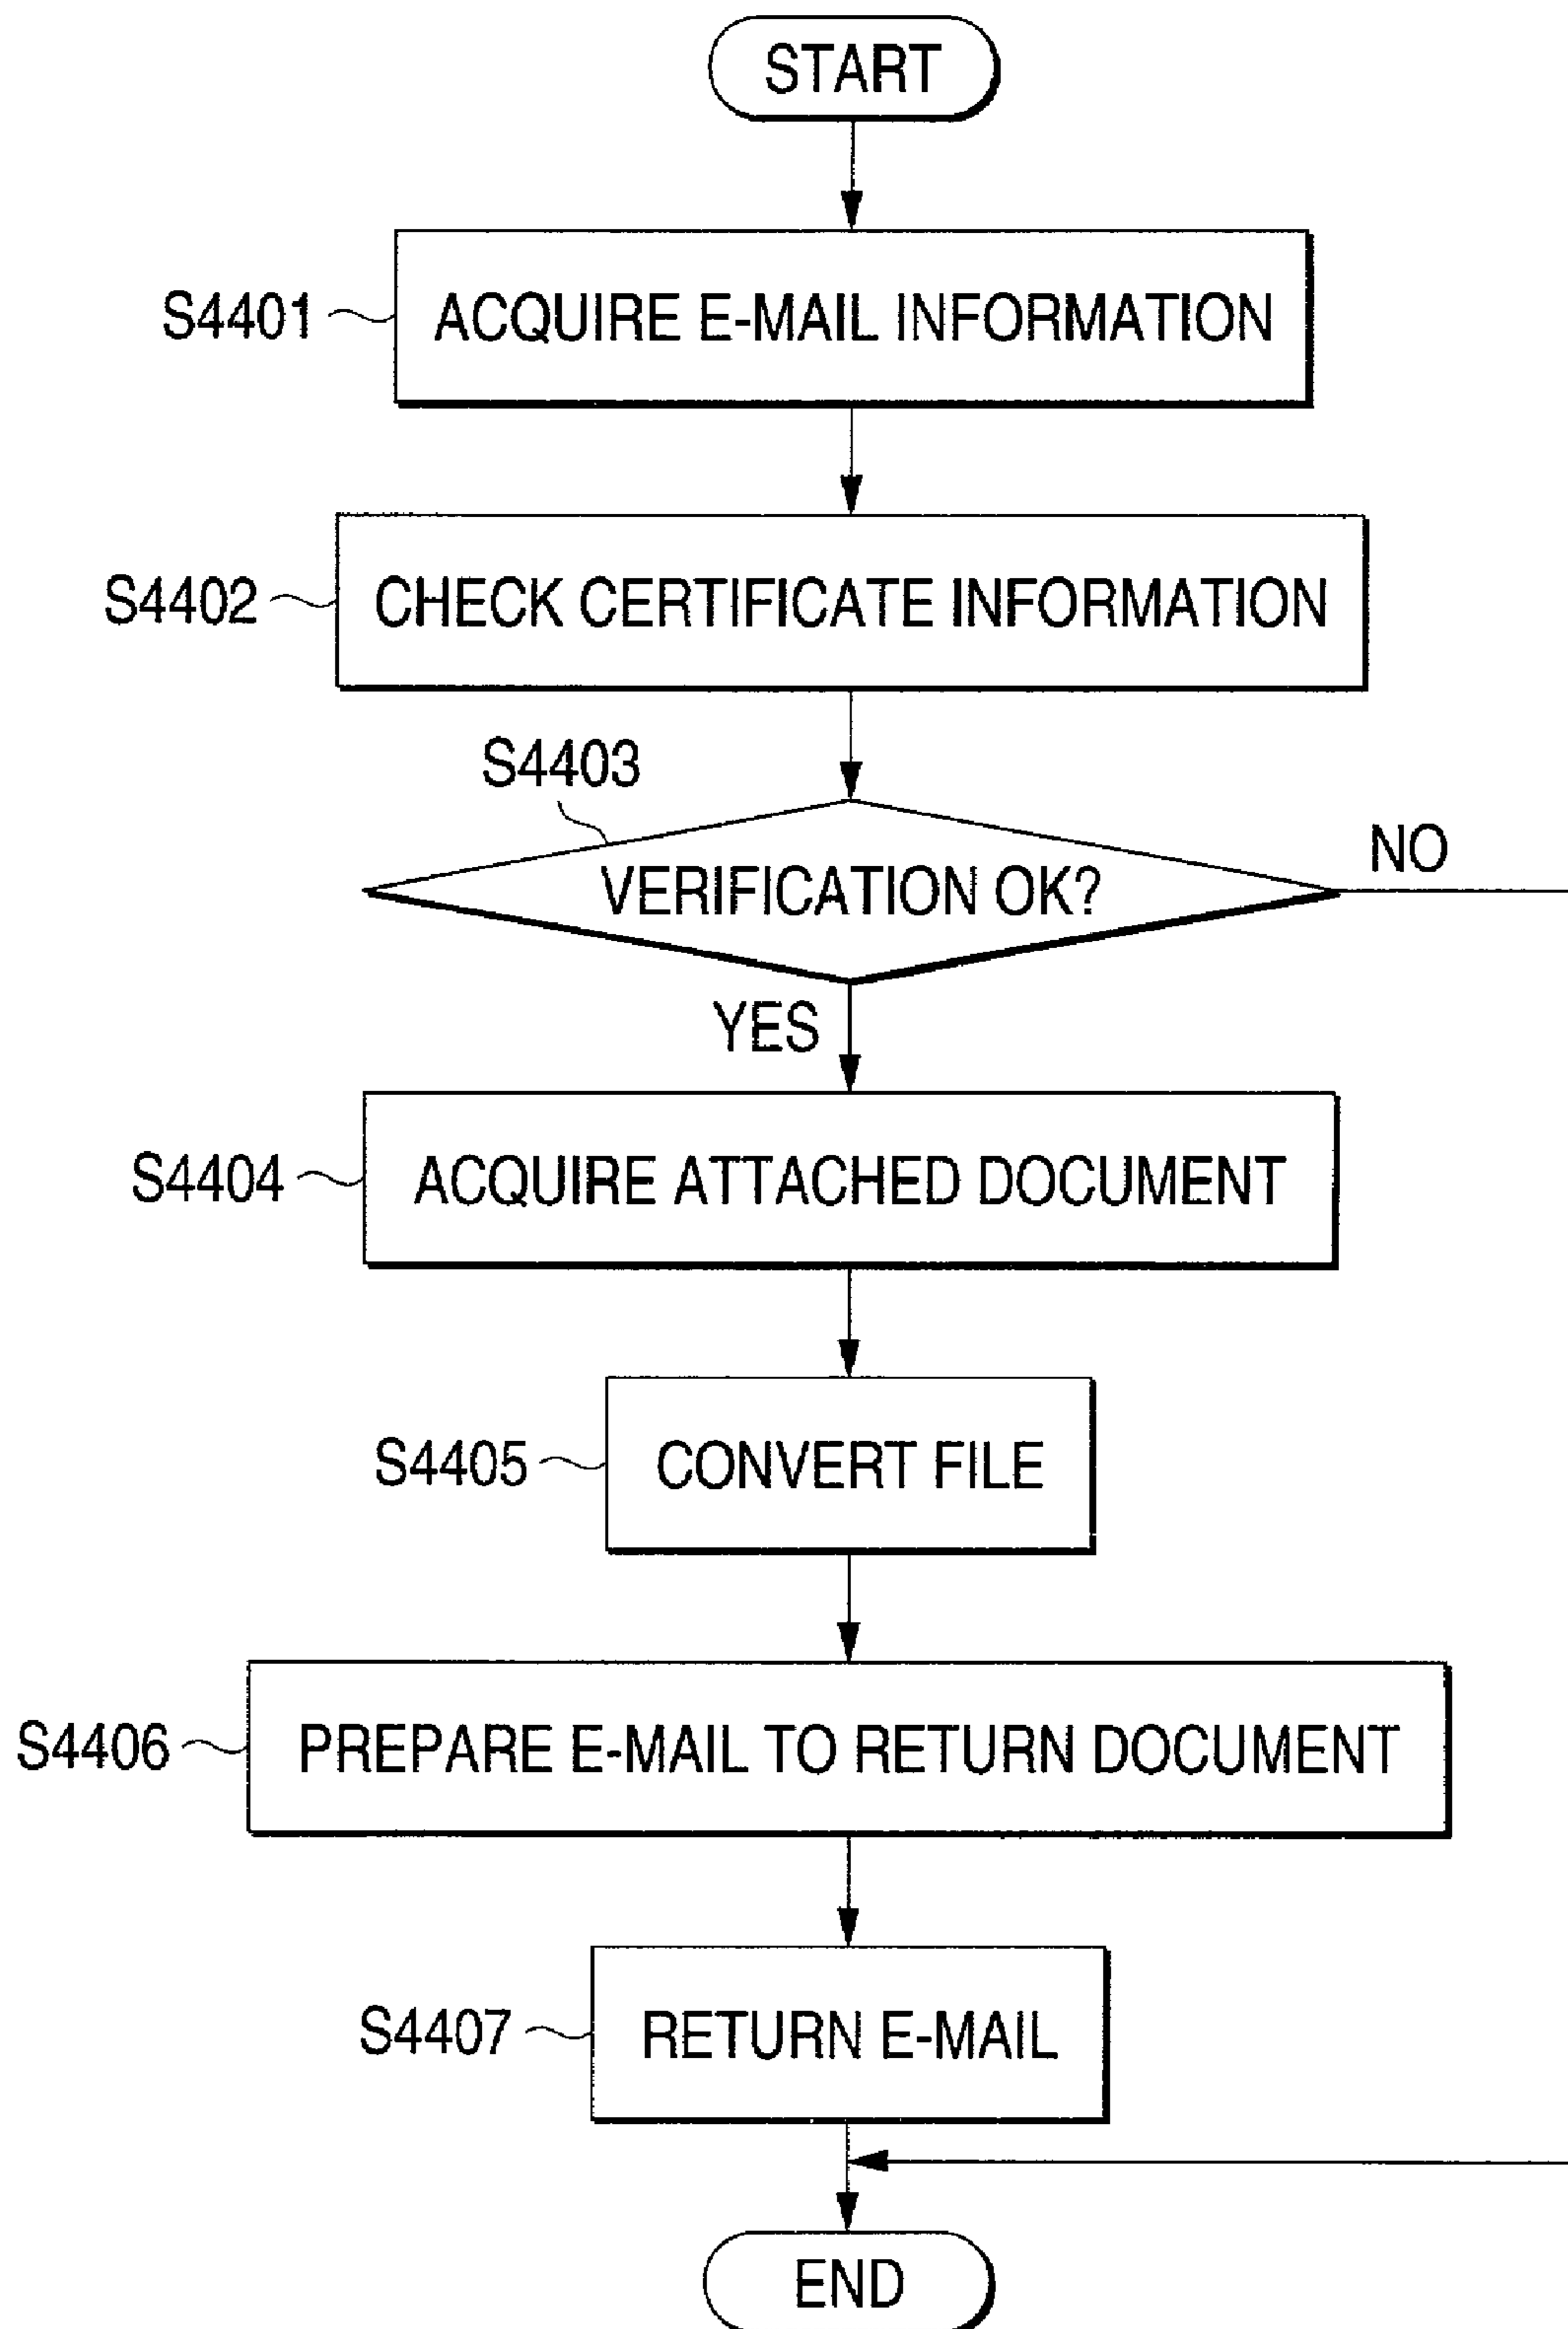 START
S4401
ACQUIRE E-MAIL INFORMATION
S4402
CHECK CERTIFICATE INFORMATION
S4403
VERIFICATION OK?
NO
YES
S4404
ACQUIRE ATTACHED DOCUMENT
S4405
CONVERT FILE
S4406
PREPARE E-MAIL TO RETURN DOCUMENT
S4407
RETURN E-MAIL
END